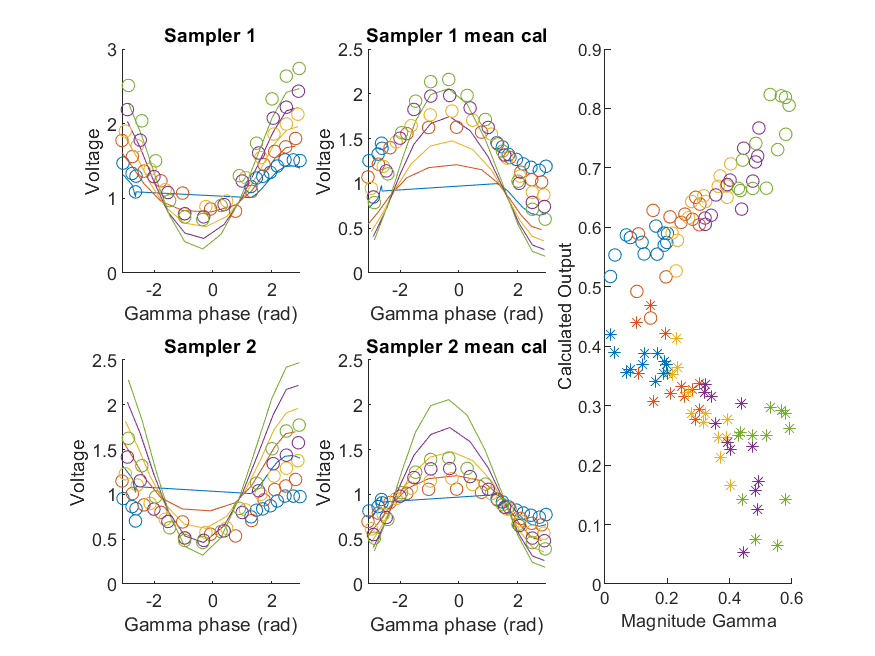 Sampler 1
3
2
1
0
Voltage
-2 0 2
Gamma phase (rad)
Sampler 1 mean cal
2.5
2
1.5
1
0.5
0
Voltage
-2 0 2
Gamma phase (rad)
Sampler 2
2.5
2
1.5
1
0.5
0
Voltage
-2 0 2
Gamma phase (rad)
Sampler 2 mean cal
2.5
2
1.5
1
0.5
0
Voltage
-2 0 2
Gamma phase (rad)
0.9
0.8
0.7
0.6
0.5
0.4
0.3
0.2
0.1
0
Calculated Output
0 0.2 0.4 0.6
Magnitude Gamma